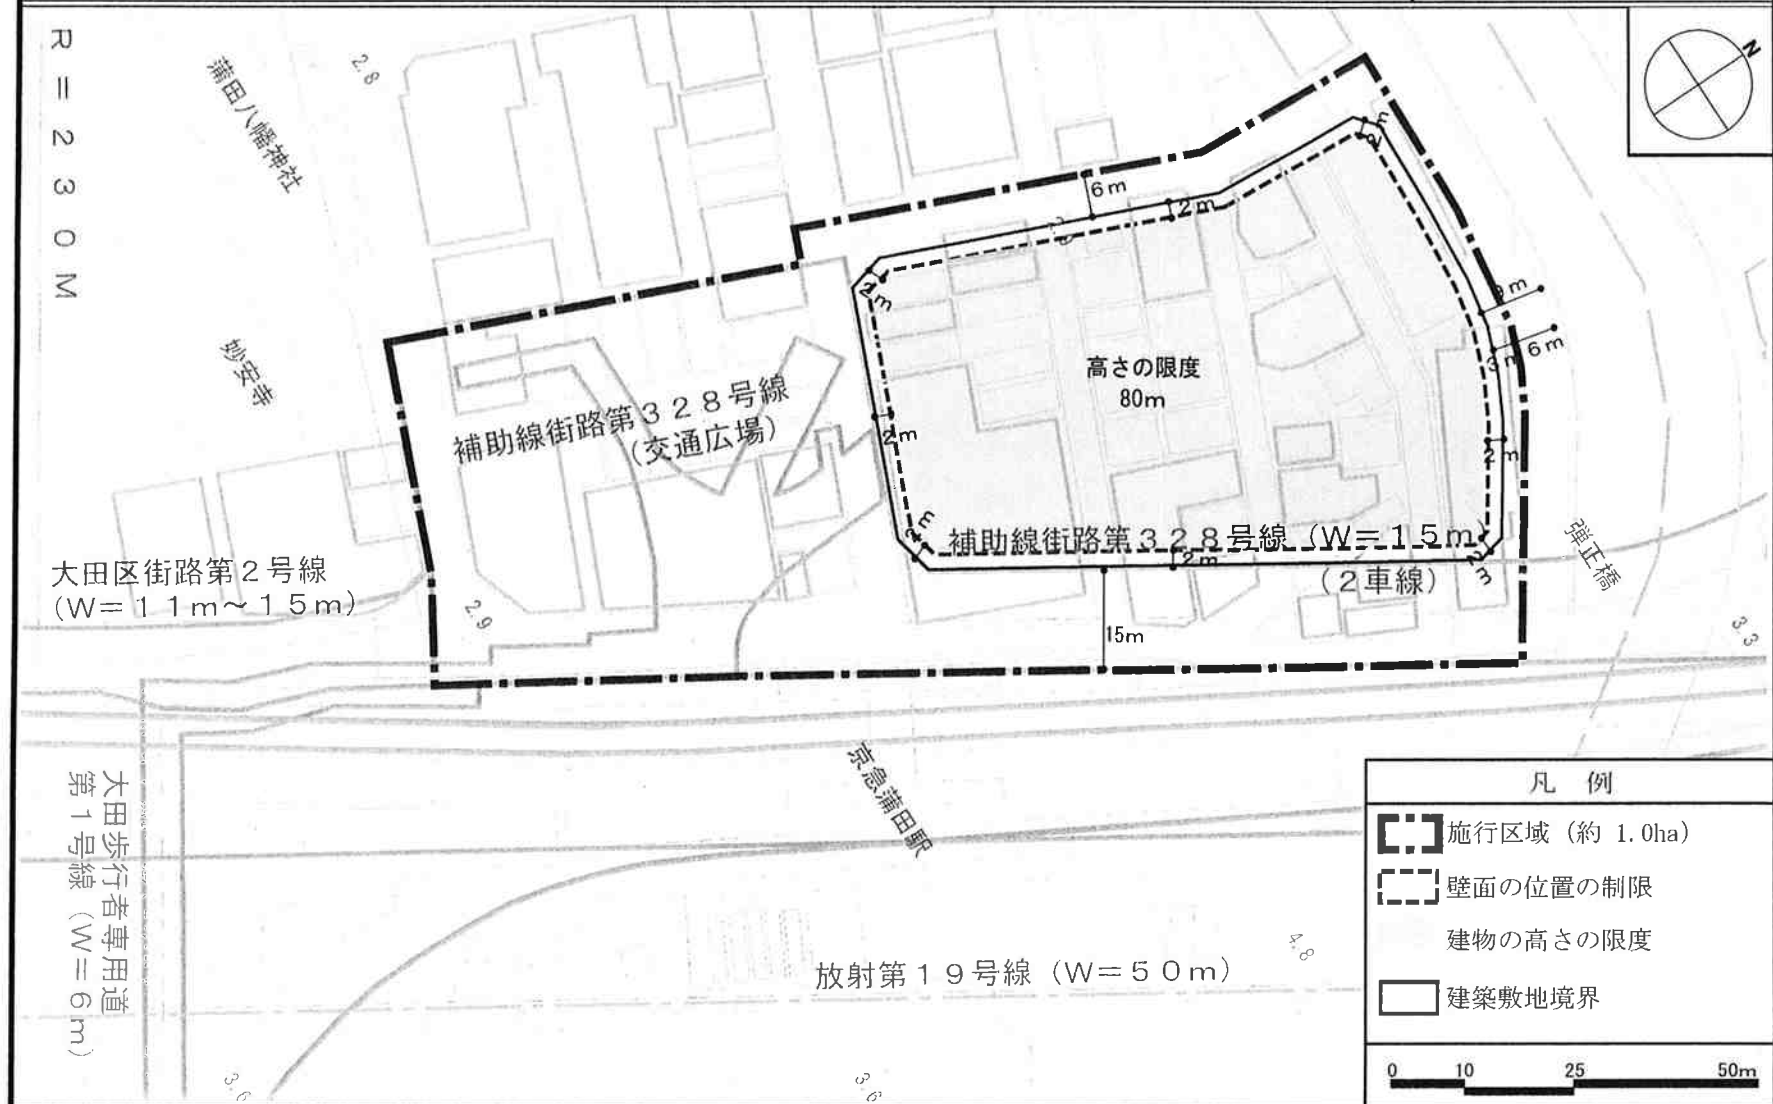 R=230M
蒲田八幡神社
2.8
N
6m
2m
2m
2m
9m
3m
6m
高さの限度
80m
妙安寺
補助線街路第328号線
(交通広場)
2m
2m
2m
補助線街路第328号線(W=15m)
2m
2m
(2車線)
弾正橋
大田区街路第2号線
(W=11m~15m)
2.9
15m
3.3
京急蒲田駅
大田歩行者専用道
第1号線(W=6m)
放射第19号線(W=50m)
4.8
3.6
3.6
凡 例
施行区域 (約 1.0ha)
壁面の位置の制限
建物の高さの限度
建築敷地境界
0 10 25 50m